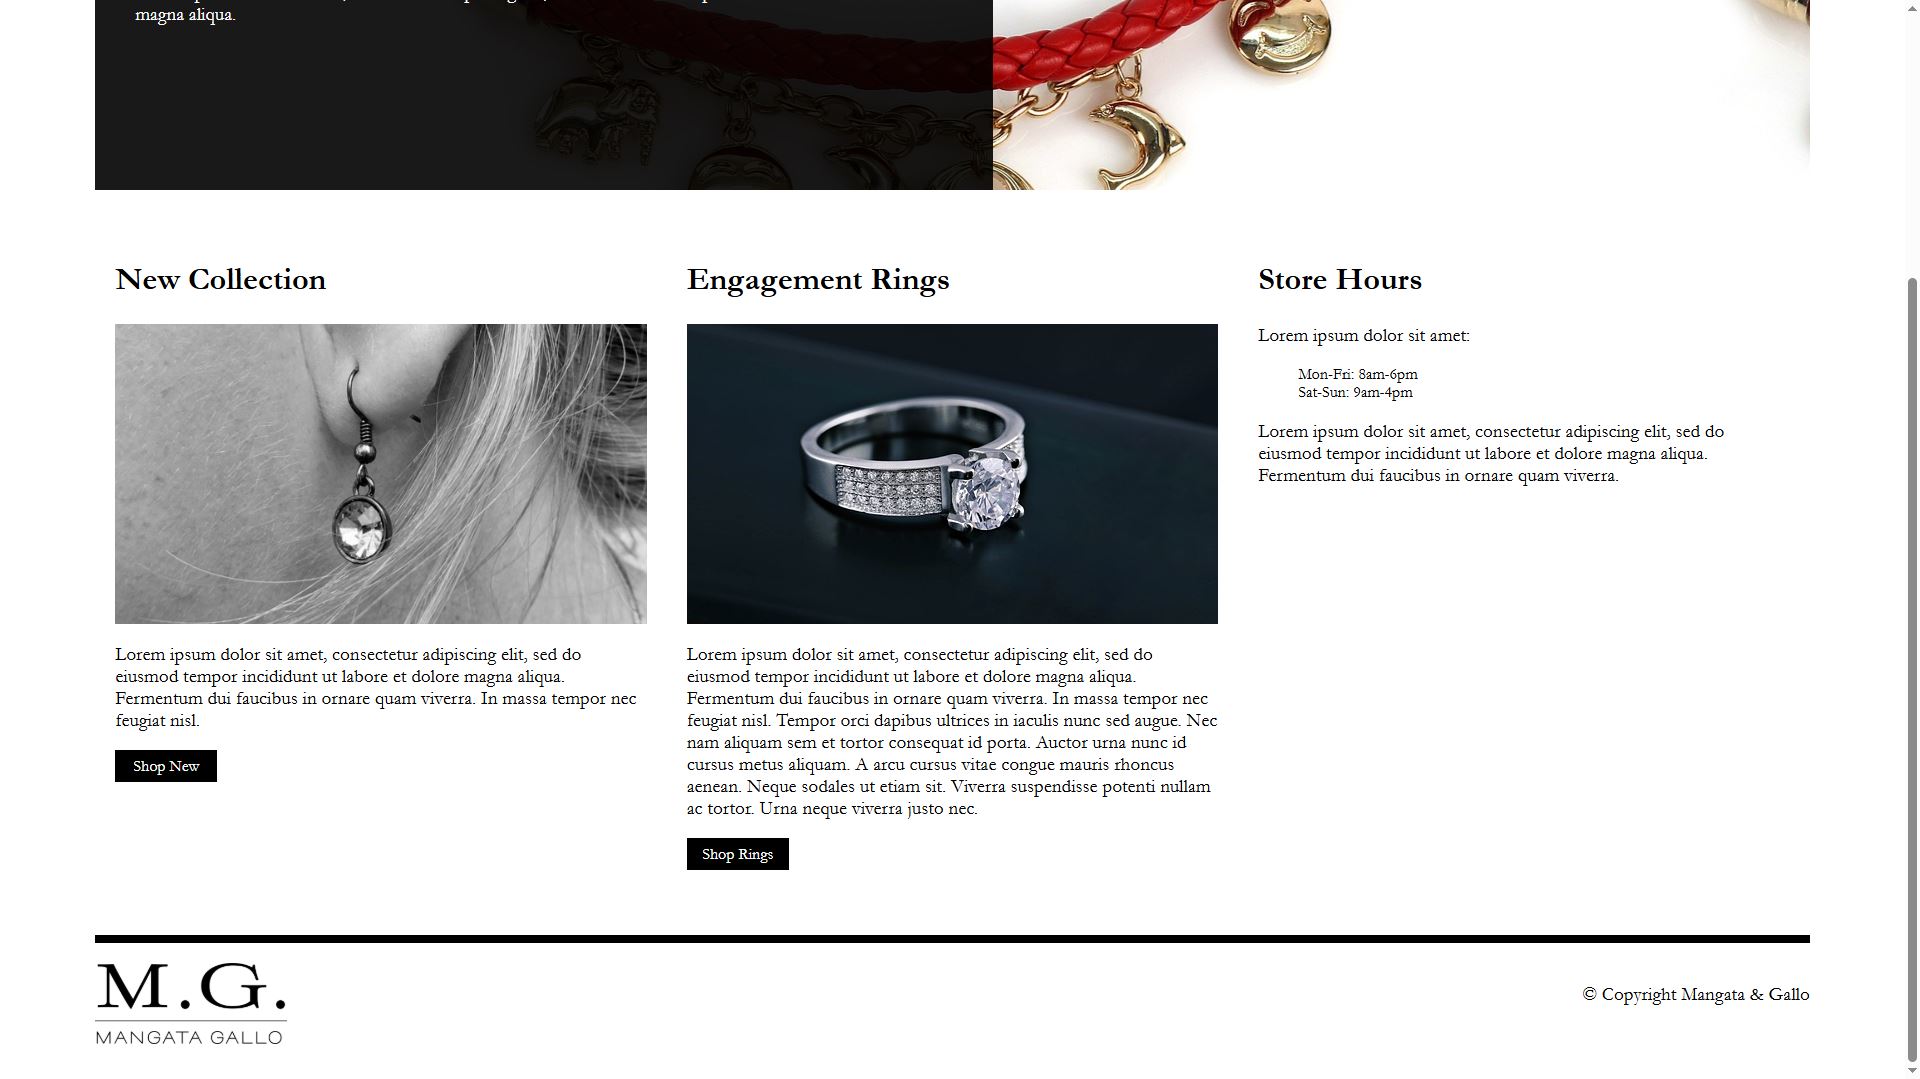 magna aliqua.
New Collection
Lorem ipsum dolor sit amet, consectetur adipiscing elit, sed do
eiusmod tempor incididunt ut labore et dolore magna aliqua.
Fermentum dui faucibus in ornare quam viverra. In massa tempor nec
feugiat nisl.
Shop New
Engagement Rings
Lorem ipsum dolor sit amet, consectetur adipiscing elit, sed do
eiusmod tempor incididunt ut labore et dolore magna aliqua.
Fermentum dui faucibus in ornare quam viverra. In massa tempor nec
feugiat nisl. Tempor orci dapibus ultrices in iaculis nunc sed augue. Nec
nam aliquam sem et tortor consequat id porta. Auctor urna nunc id
cursus metus aliquam. A arcu cursus vitae congue mauris rhoncus
aenean. Neque sodales ut etiam sit. Viverra suspendisse potenti nullam
ac tortor. Urna neque viverra justo nec.
Shop Rings
Store Hours
Lorem ipsum dolor sit amet:
Mon-Fri: 8am-6pm
Sat-Sun: 9am-4pm
Lorem ipsum dolor sit amet, consectetur adipiscing elit, sed do
eiusmod tempor incididunt ut labore et dolore magna aliqua.
Fermentum dui faucibus in ornare quam viverra.
M.G.
MANGATA GALLO
© Copyright Mangata & Gallo